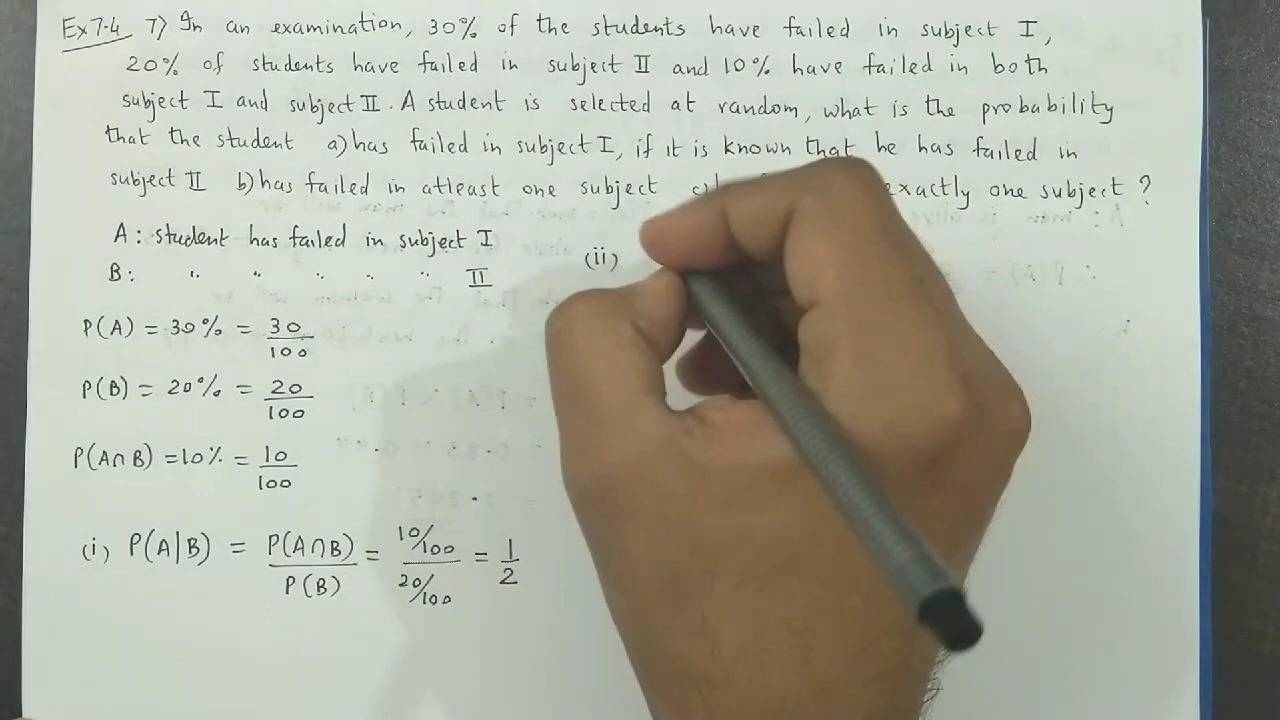 Ex 7.4 7) In an examination, 30% of the students have failed in subject I,
20% of students have failed in subject II and 10% have failed in both
subject I and subject II. A student is selected at random, what is the probability
that the student a) has failed in subject I, if it is known that he has failed in
subject II b) has failed in atleast one subject exactly one subject ?
A : student has failed in subject I
B : " " " " " II
P(A) = 30% = 30/100
P(B) = 20% = 20/100
P(A∩B) = 10% = 10/100
(i) P(A|B) = P(A∩B)/P(B) = (10/100)/(20/100) = 1/2
(ii)